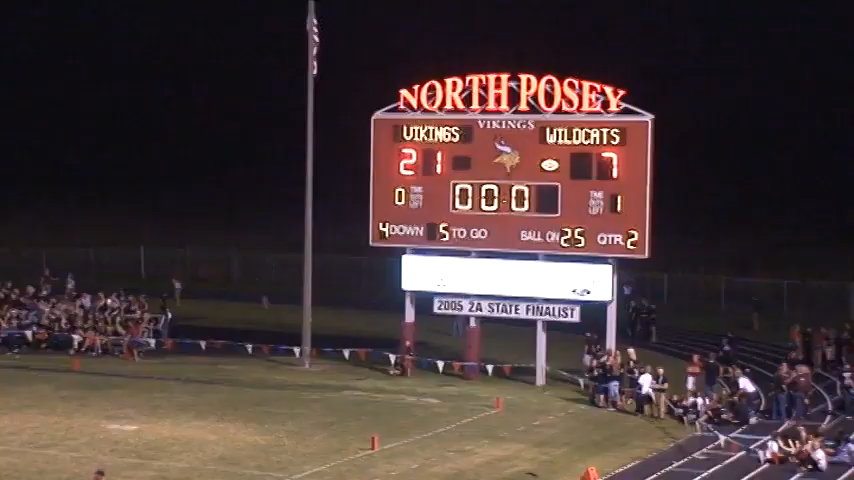 NORTH POSEY
VIKINGS
VIKINGS WILDCATS
21 7
0 TIME OUTS LEFT 00:0 TIME OUTS LEFT 1
4 DOWN 5 TO GO BALL ON 25 QTR. 2
2005 2A STATE FINALIST